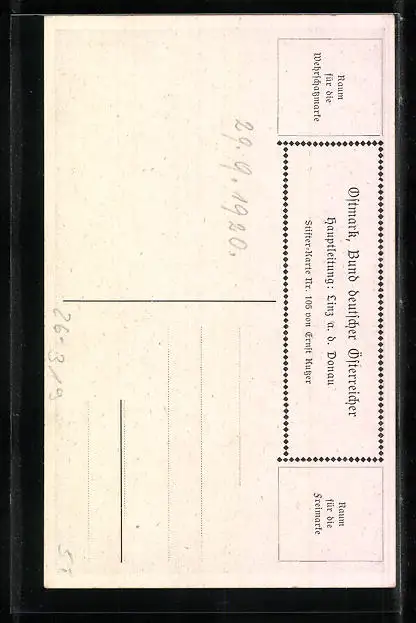 Raum
für die
Wehrschatzmarke
Ostmark, Bund deutscher Österreicher
Hauptleitung: Linz a. d. Donau
Stifter-Karte Nr. 105 von Ernst Kutzer
Raum
für die
Freimarke
29. 9. 1920.
26-3 19